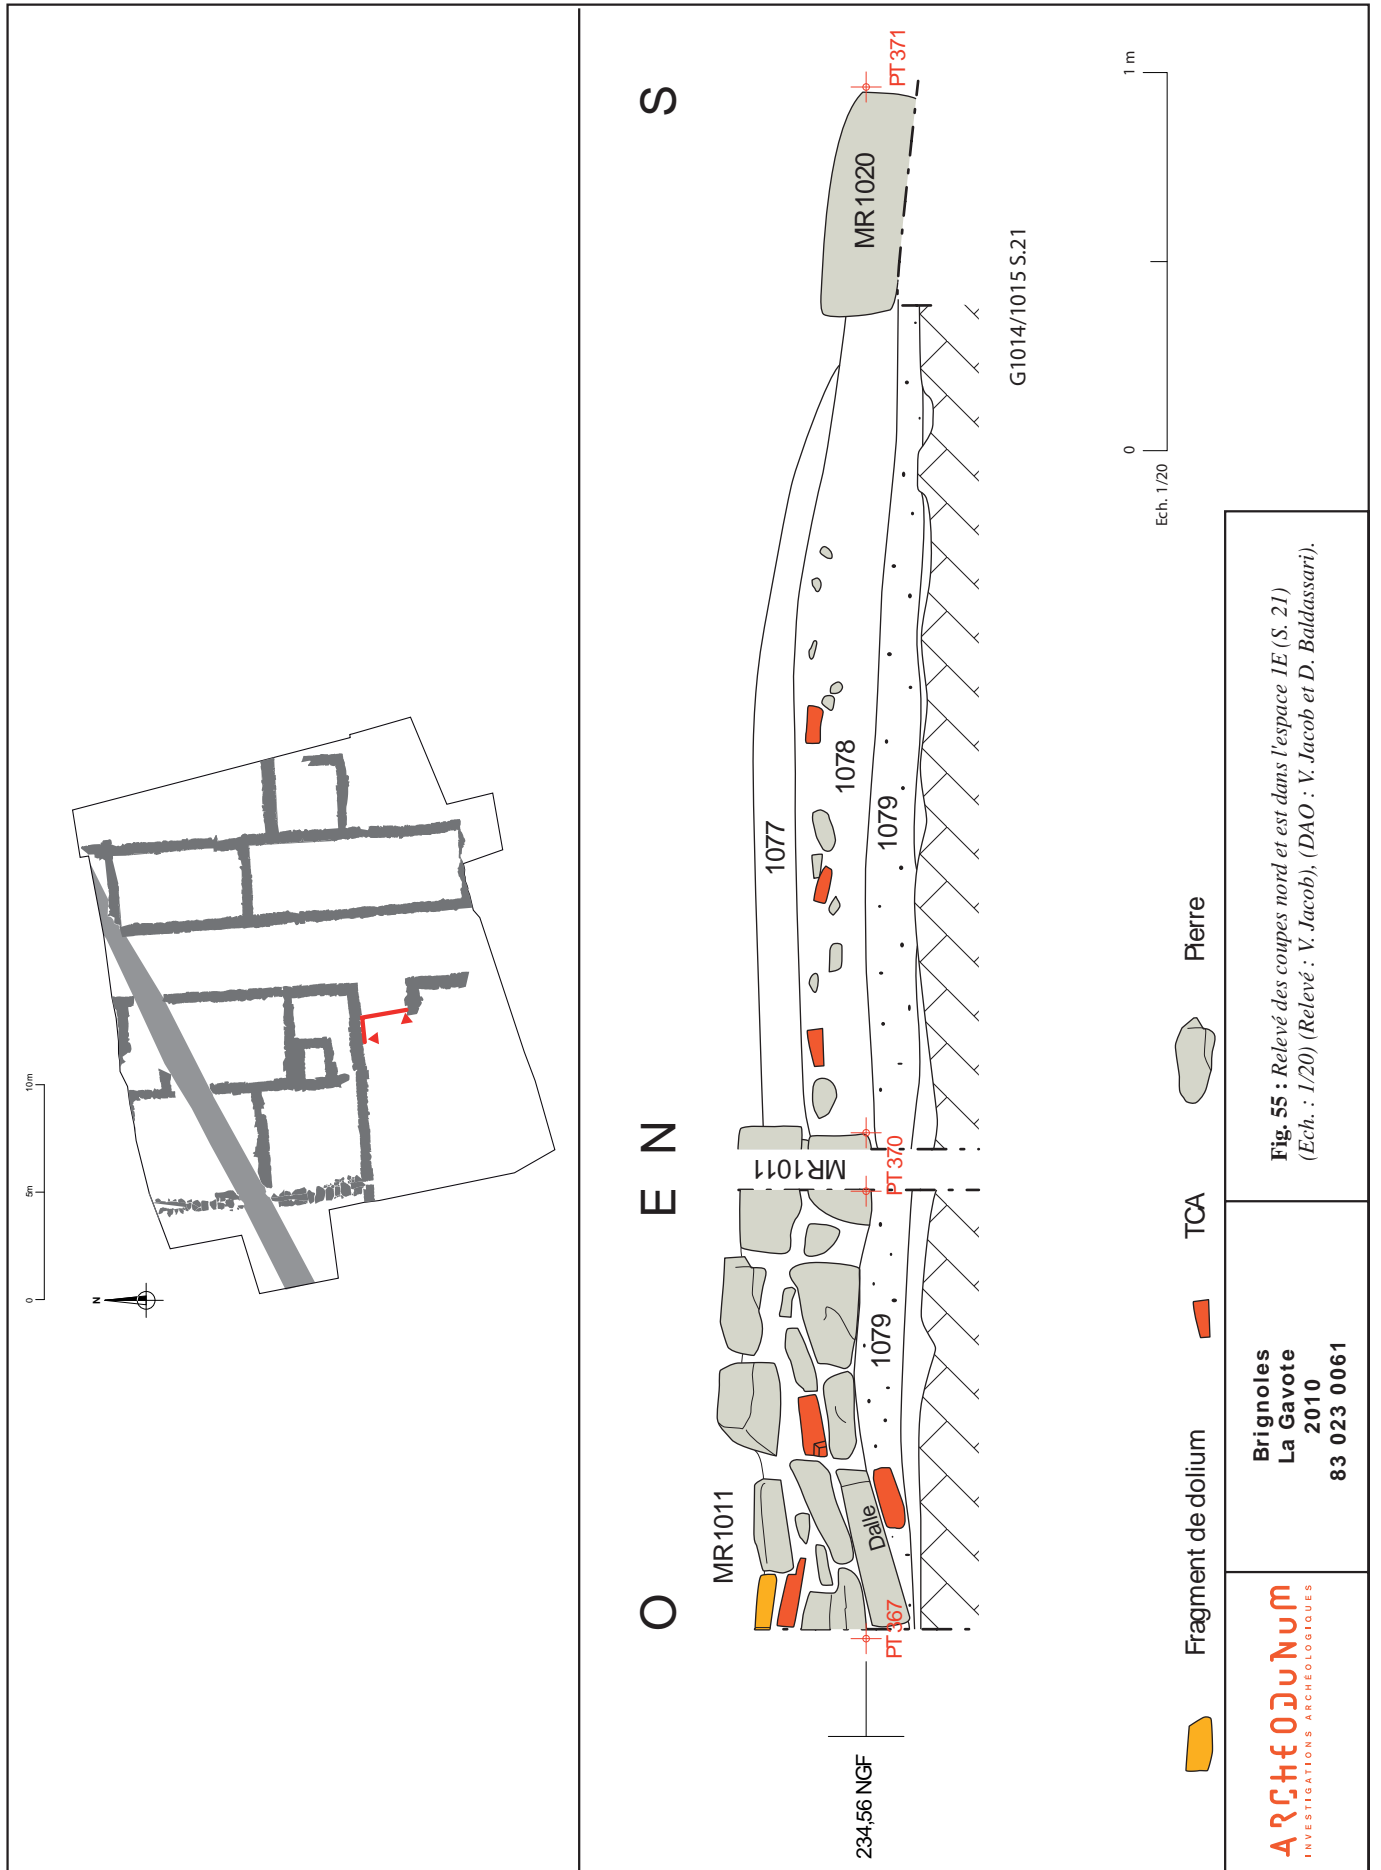 0
5m
10m
N
O
E
N
S
MR1011
MR1011
1077
1078
1079
1079
MR1020
Dalle
PT367
PT370
PT371
234,56 NGF
G1014/1015 S.21
0
1 m
Ech. 1/20
Fragment de dolium
TCA
Pierre
ARCHEODUNUM
INVESTIGATIONS ARCHÉOLOGIQUES
Brignoles
La Gavote
2010
83 023 0061
Fig. 55 : Relevé des coupes nord et est dans l'espace 1E (S. 21)
(Ech. : 1/20) (Relevé : V. Jacob), (DAO : V. Jacob et D. Baldassari).